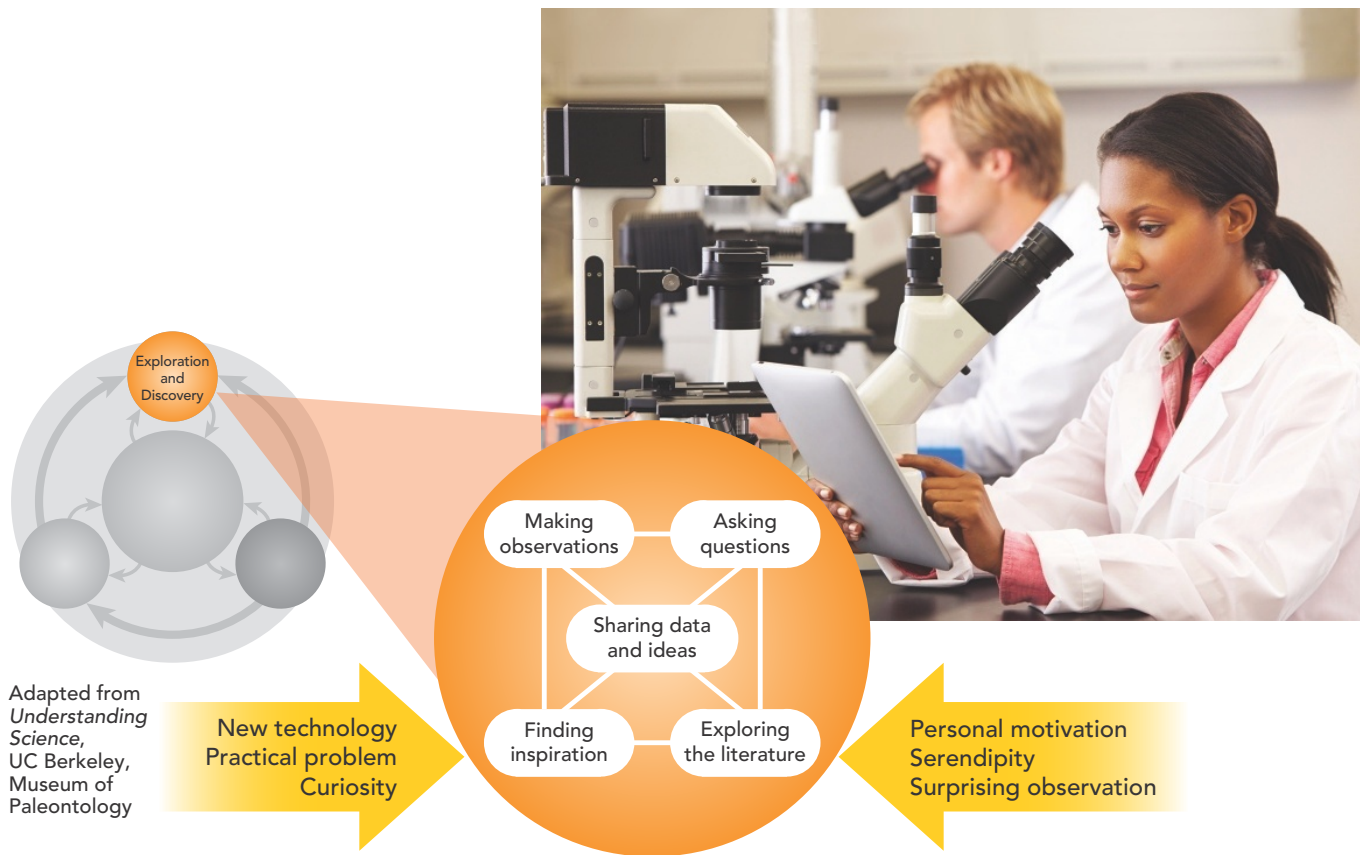 Exploration
and
Discovery
Making
observations
Asking
questions
Sharing data
and ideas
Finding
inspiration
Exploring
the literature
Adapted from
Understanding
Science,
UC Berkeley,
Museum of
Paleontology
New technology
Practical problem
Curiosity
Personal motivation
Serendipity
Surprising observation